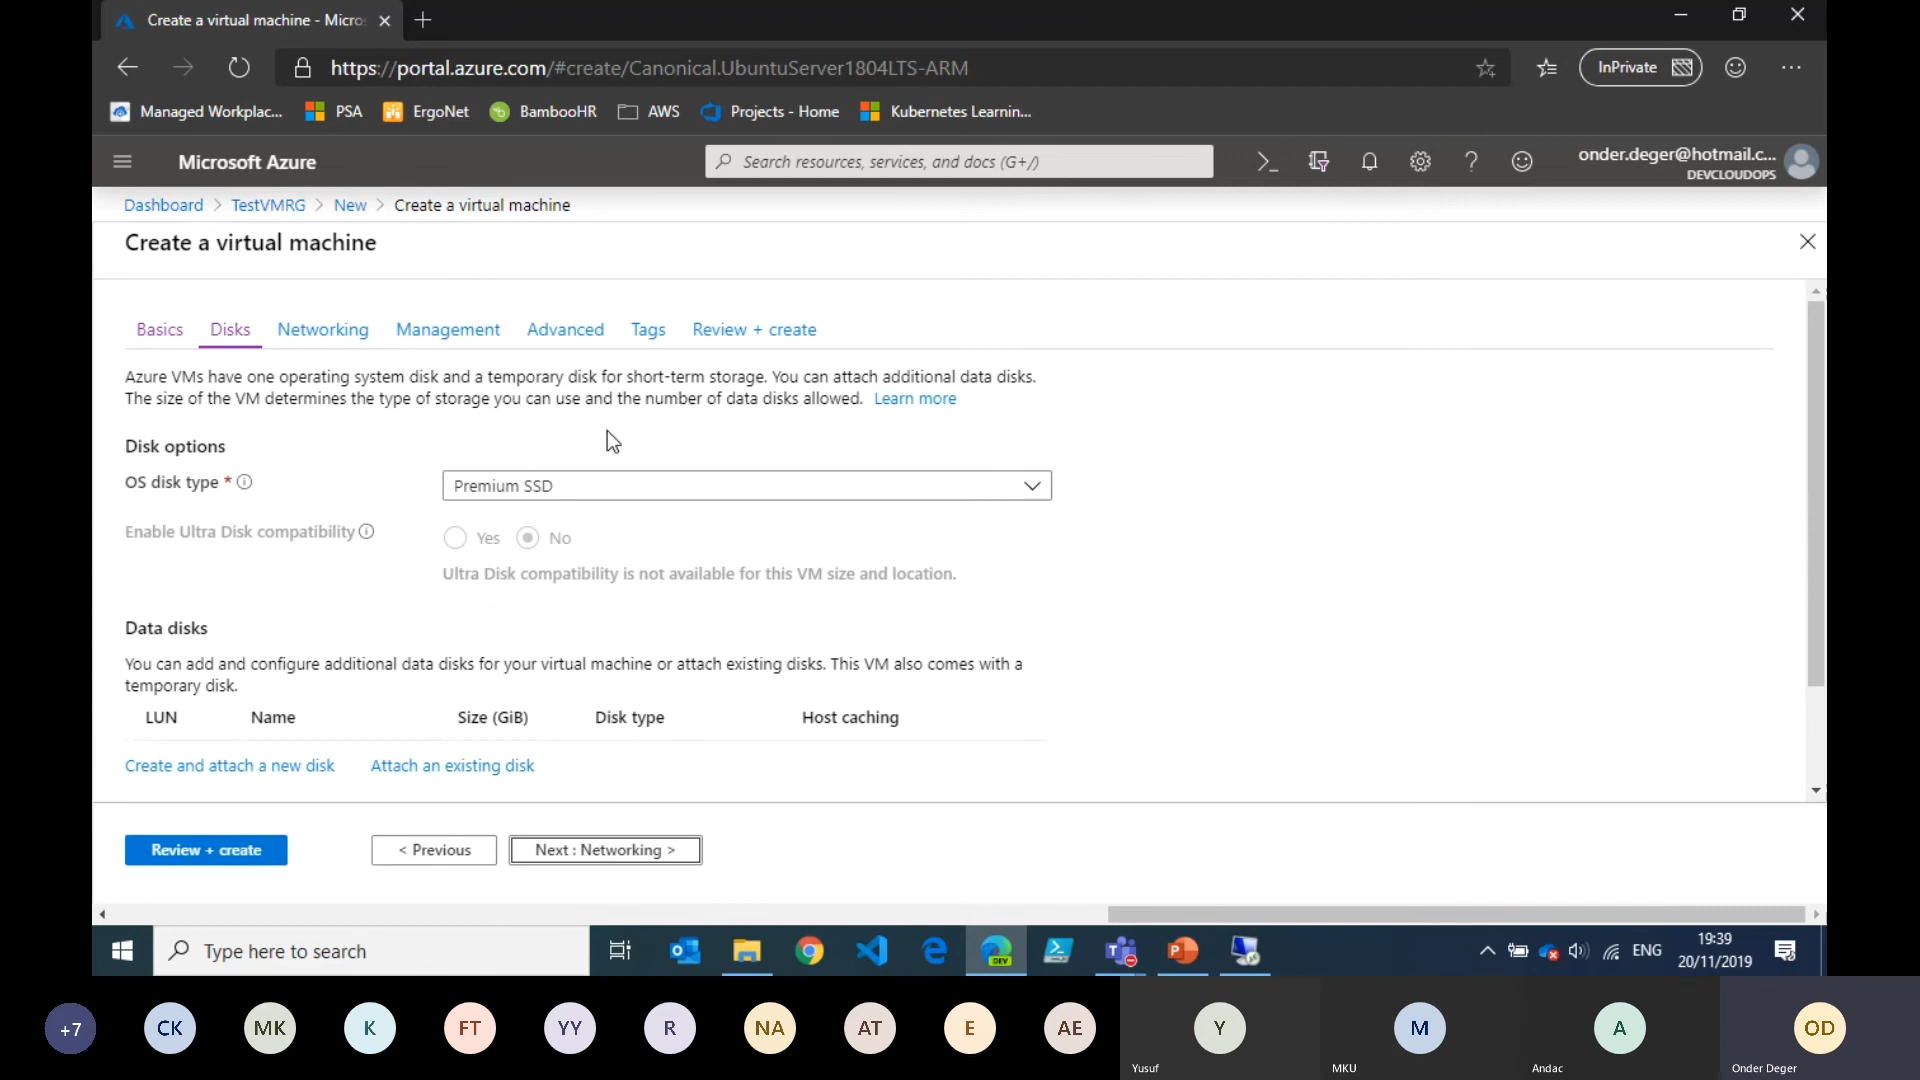 Create a virtual machine - Micro
https://portal.azure.com/#create/Canonical.UbuntuServer1804LTS-ARM
InPrivate
Managed Workplac...
PSA
ErgoNet
BambooHR
AWS
Projects - Home
Kubernetes Learnin...
Microsoft Azure
Search resources, services, and docs (G+/)
onder.deger@hotmail.c...
DEVCLOUDOPS
Dashboard > TestVMRG > New > Create a virtual machine
Create a virtual machine
Basics Disks Networking Management Advanced Tags Review + create
Azure VMs have one operating system disk and a temporary disk for short-term storage. You can attach additional data disks.
The size of the VM determines the type of storage you can use and the number of data disks allowed. Learn more
Disk options
OS disk type *
Premium SSD
Enable Ultra Disk compatibility
Yes No
Ultra Disk compatibility is not available for this VM size and location.
Data disks
You can add and configure additional data disks for your virtual machine or attach existing disks. This VM also comes with a
temporary disk.
LUN Name Size (GiB) Disk type Host caching
Create and attach a new disk Attach an existing disk
Review + create
< Previous
Next : Networking >
Type here to search
DEV
ENG
19:39
20/11/2019
+7 CK MK K FT YY R NA AT E AE Y M A OD
Yusuf MKU Andac Onder Deger